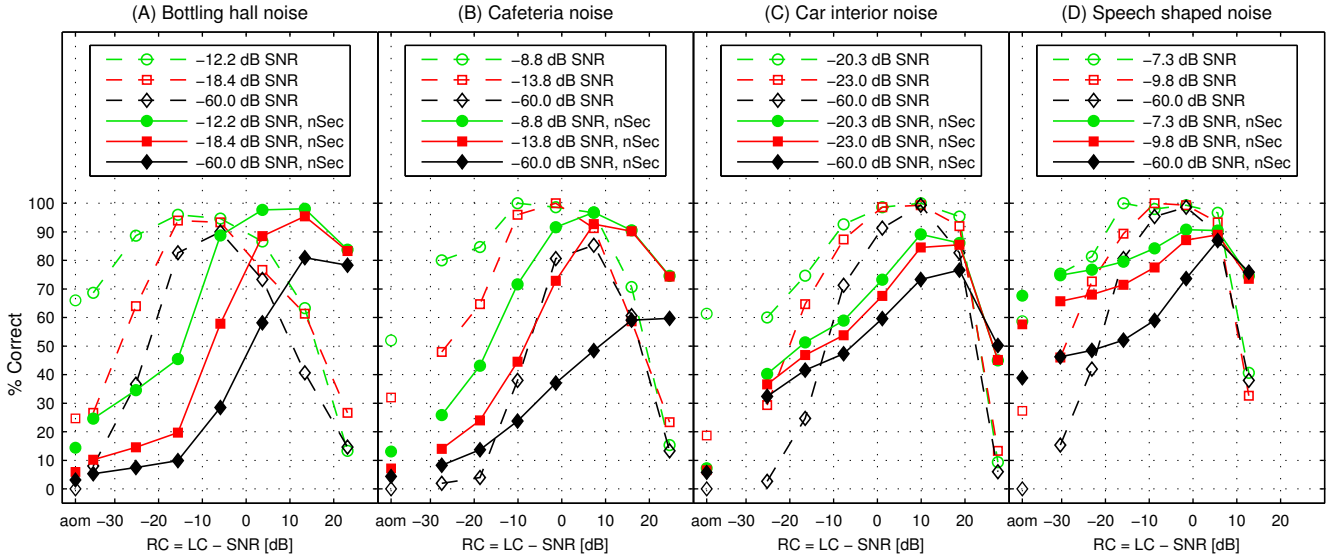 (A) Bottling hall noise
−12.2 dB SNR
−18.4 dB SNR
−60.0 dB SNR
−12.2 dB SNR, nSec
−18.4 dB SNR, nSec
−60.0 dB SNR, nSec
(B) Cafeteria noise
−8.8 dB SNR
−13.8 dB SNR
−60.0 dB SNR
−8.8 dB SNR, nSec
−13.8 dB SNR, nSec
−60.0 dB SNR, nSec
(C) Car interior noise
−20.3 dB SNR
−23.0 dB SNR
−60.0 dB SNR
−20.3 dB SNR, nSec
−23.0 dB SNR, nSec
−60.0 dB SNR, nSec
(D) Speech shaped noise
−7.3 dB SNR
−9.8 dB SNR
−60.0 dB SNR
−7.3 dB SNR, nSec
−9.8 dB SNR, nSec
−60.0 dB SNR, nSec
% Correct
100
90
80
70
60
50
40
30
20
10
0
aom −30 −20 −10 0 10 20
RC = LC − SNR [dB]
aom −30 −20 −10 0 10 20
RC = LC − SNR [dB]
aom −30 −20 −10 0 10 20
RC = LC − SNR [dB]
aom −30 −20 −10 0 10 20
RC = LC − SNR [dB]